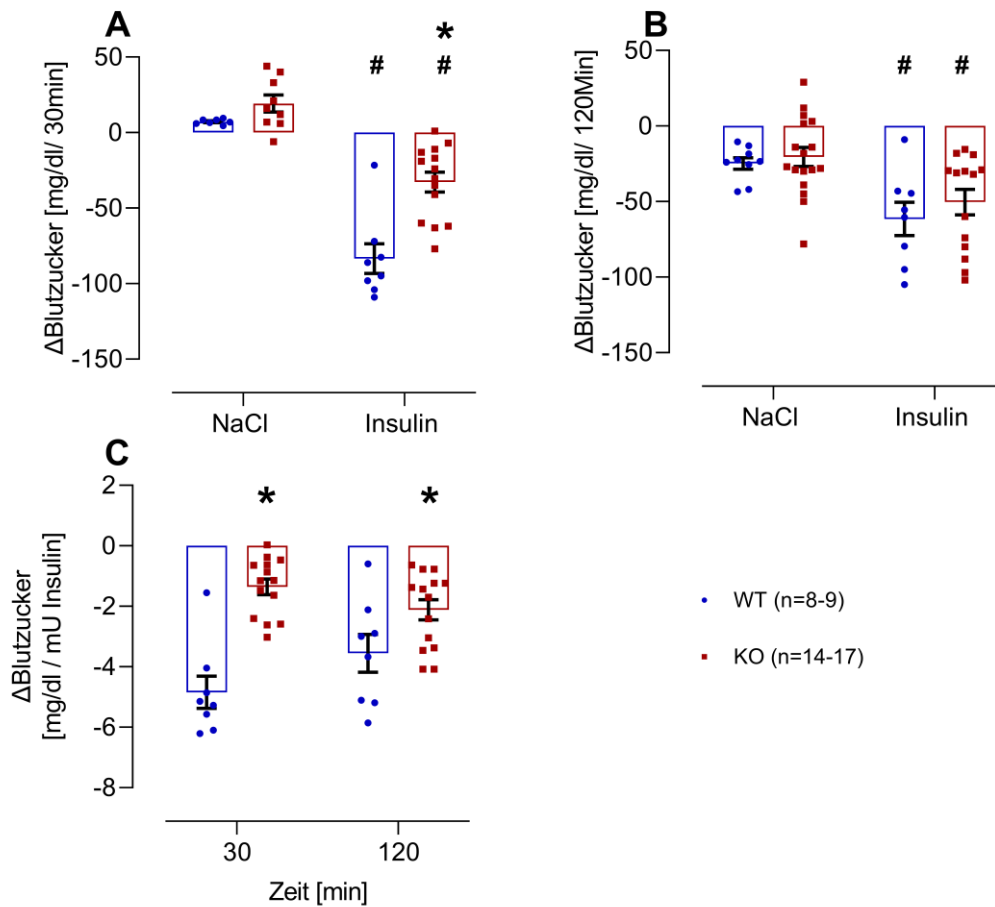 A
*
# #
50
0
-50
-100
-150
ΔBlutzucker [mg/dl/ 30min]
NaCl Insulin
B
# #
50
0
-50
-100
-150
ΔBlutzucker [mg/dl/ 120Min]
NaCl Insulin
C
* *
2
0
-2
-4
-6
-8
ΔBlutzucker
[mg/dl / mU Insulin]
30 120
Zeit [min]
WT (n=8-9)
KO (n=14-17)